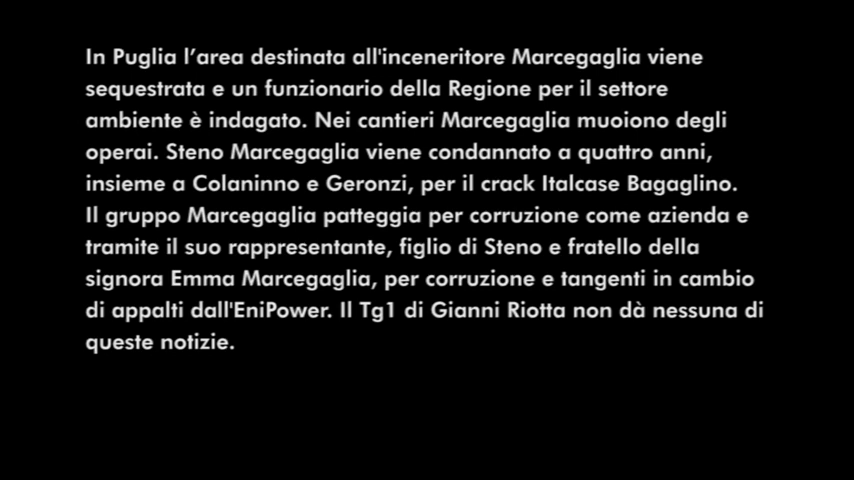 In Puglia l’area destinata all'inceneritore Marcegaglia viene
sequestrata e un funzionario della Regione per il settore
ambiente è indagato. Nei cantieri Marcegaglia muoiono degli
operai. Steno Marcegaglia viene condannato a quattro anni,
insieme a Colaninno e Geronzi, per il crack Italcase Bagaglino.
Il gruppo Marcegaglia patteggia per corruzione come azienda e
tramite il suo rappresentante, figlio di Steno e fratello della
signora Emma Marcegaglia, per corruzione e tangenti in cambio
di appalti dall'EniPower. Il Tg1 di Gianni Riotta non dà nessuna di
queste notizie.